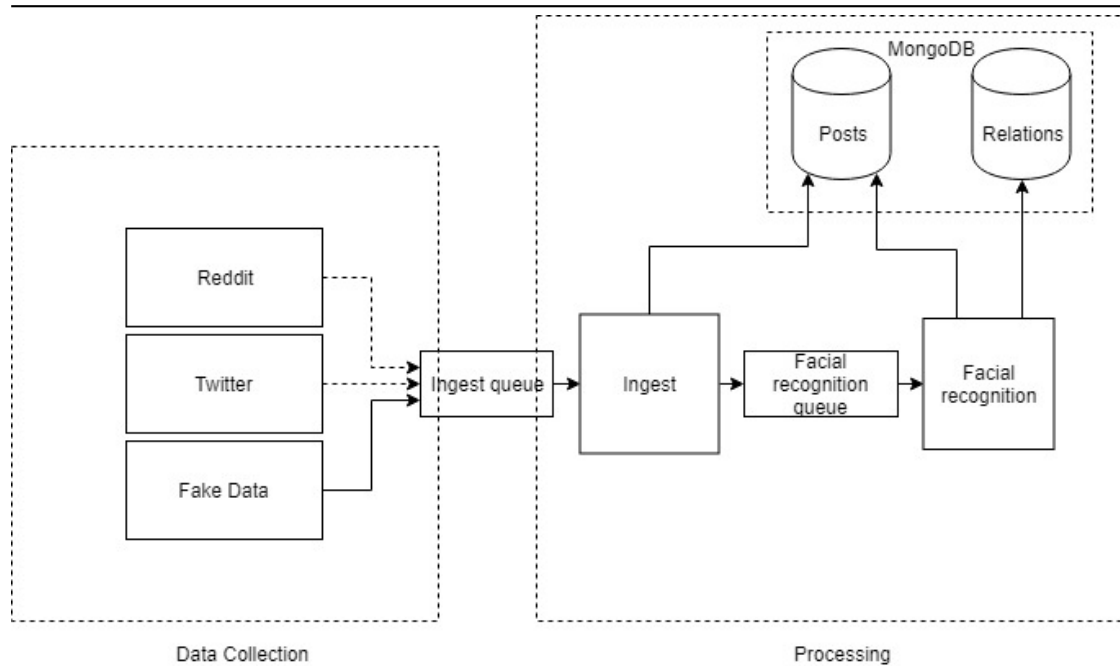 MongoDB
Posts
Relations
Reddit
Twitter
Fake Data
Ingest queue
Ingest
Facial
recognition
queue
Facial
recognition
Data Collection
Processing